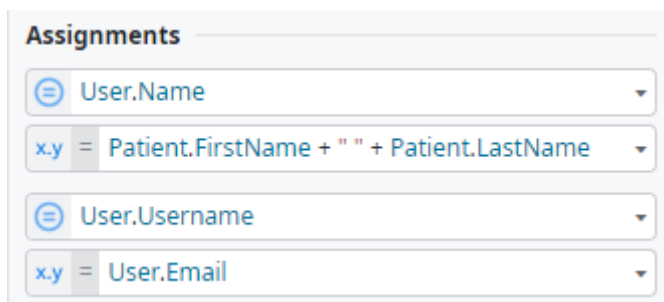 Assignments
User.Name
x.y = Patient.FirstName + " " + Patient.LastName
User.Username
x.y = User.Email